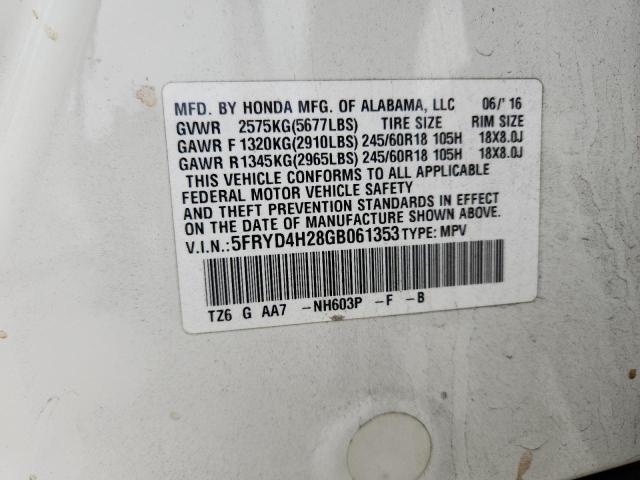 MFD. BY HONDA MFG. OF ALABAMA, LLC 06/'16
GVWR 2575KG(5677LBS) TIRE SIZE RIM SIZE
GAWR F 1320KG(2910LBS) 245/60R18 105H 18X8.0J
GAWR R1345KG(2965LBS) 245/60R18 105H 18X8.0J
THIS VEHICLE CONFORMS TO ALL APPLICABLE
FEDERAL MOTOR VEHICLE SAFETY
AND THEFT PREVENTION STANDARDS IN EFFECT
ON THE DATE OF MANUFACTURE SHOWN ABOVE.
V.I.N.:5FRYD4H28GB061353 TYPE: MPV
TZ6 G AA7 -NH603P -F -B